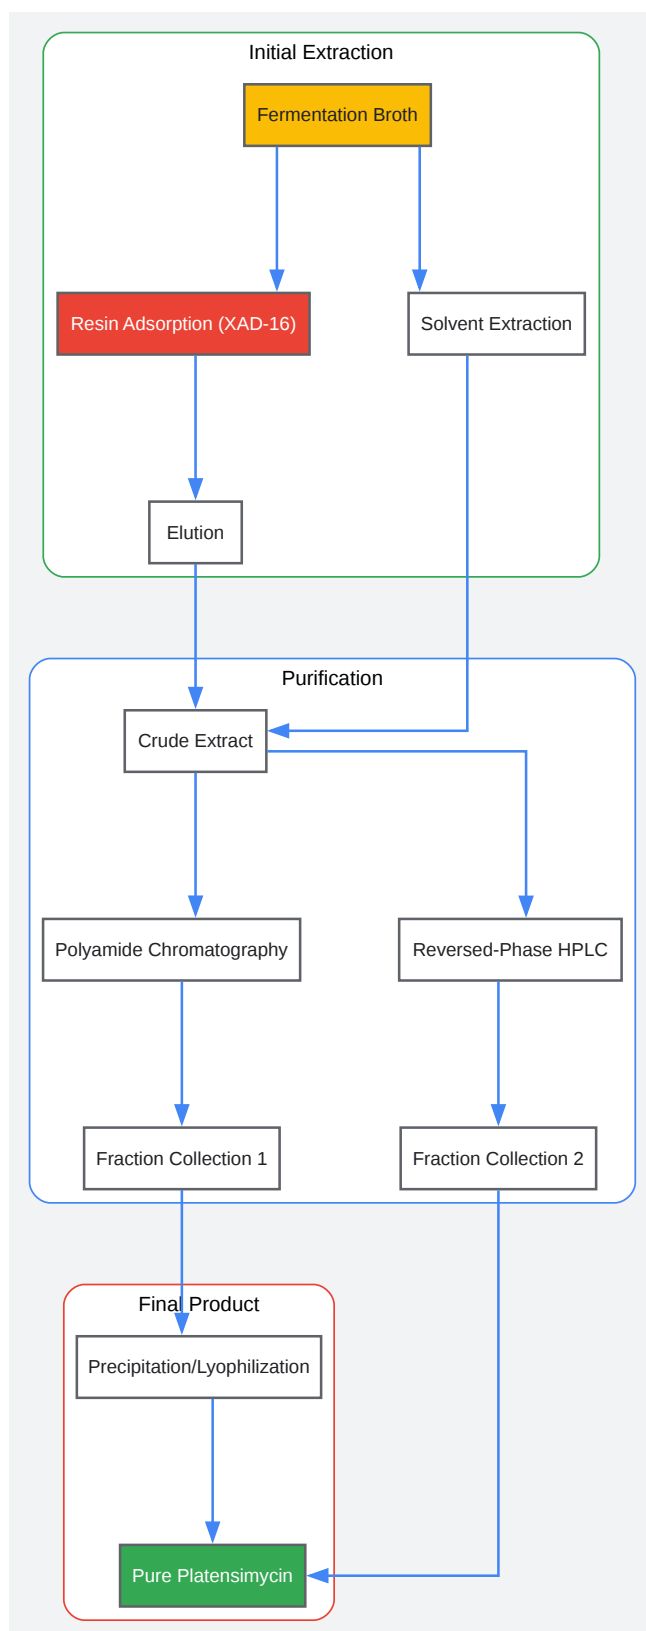 Initial Extraction
Fermentation Broth
Resin Adsorption (XAD-16)
Solvent Extraction
Elution
Purification
Crude Extract
Polyamide Chromatography
Reversed-Phase HPLC
Fraction Collection 1
Fraction Collection 2
Final Product
Precipitation/Lyophilization
Pure Platensimycin